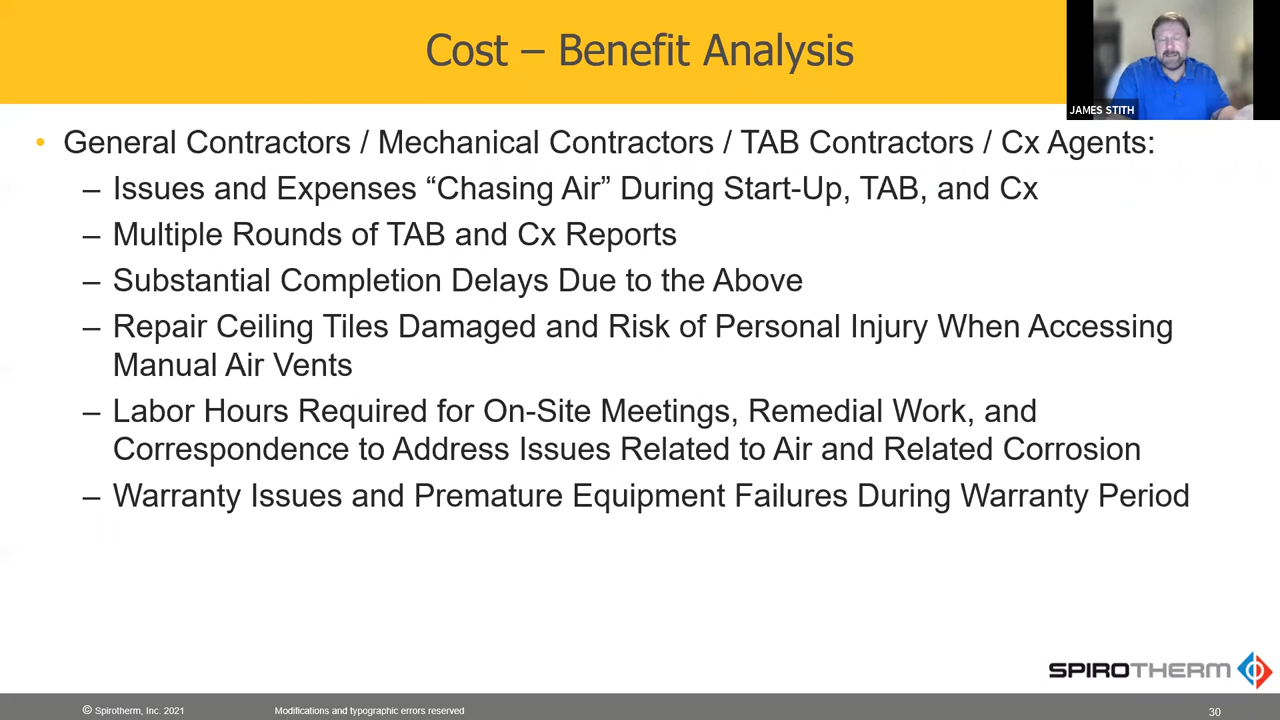 Cost – Benefit Analysis
JAMES STITH
• General Contractors / Mechanical Contractors / TAB Contractors / Cx Agents:
– Issues and Expenses “Chasing Air” During Start-Up, TAB, and Cx
– Multiple Rounds of TAB and Cx Reports
– Substantial Completion Delays Due to the Above
– Repair Ceiling Tiles Damaged and Risk of Personal Injury When Accessing
Manual Air Vents
– Labor Hours Required for On-Site Meetings, Remedial Work, and
Correspondence to Address Issues Related to Air and Related Corrosion
– Warranty Issues and Premature Equipment Failures During Warranty Period
SPIROTHERM
© Spirotherm, Inc. 2021
Modifications and typographic errors reserved
30